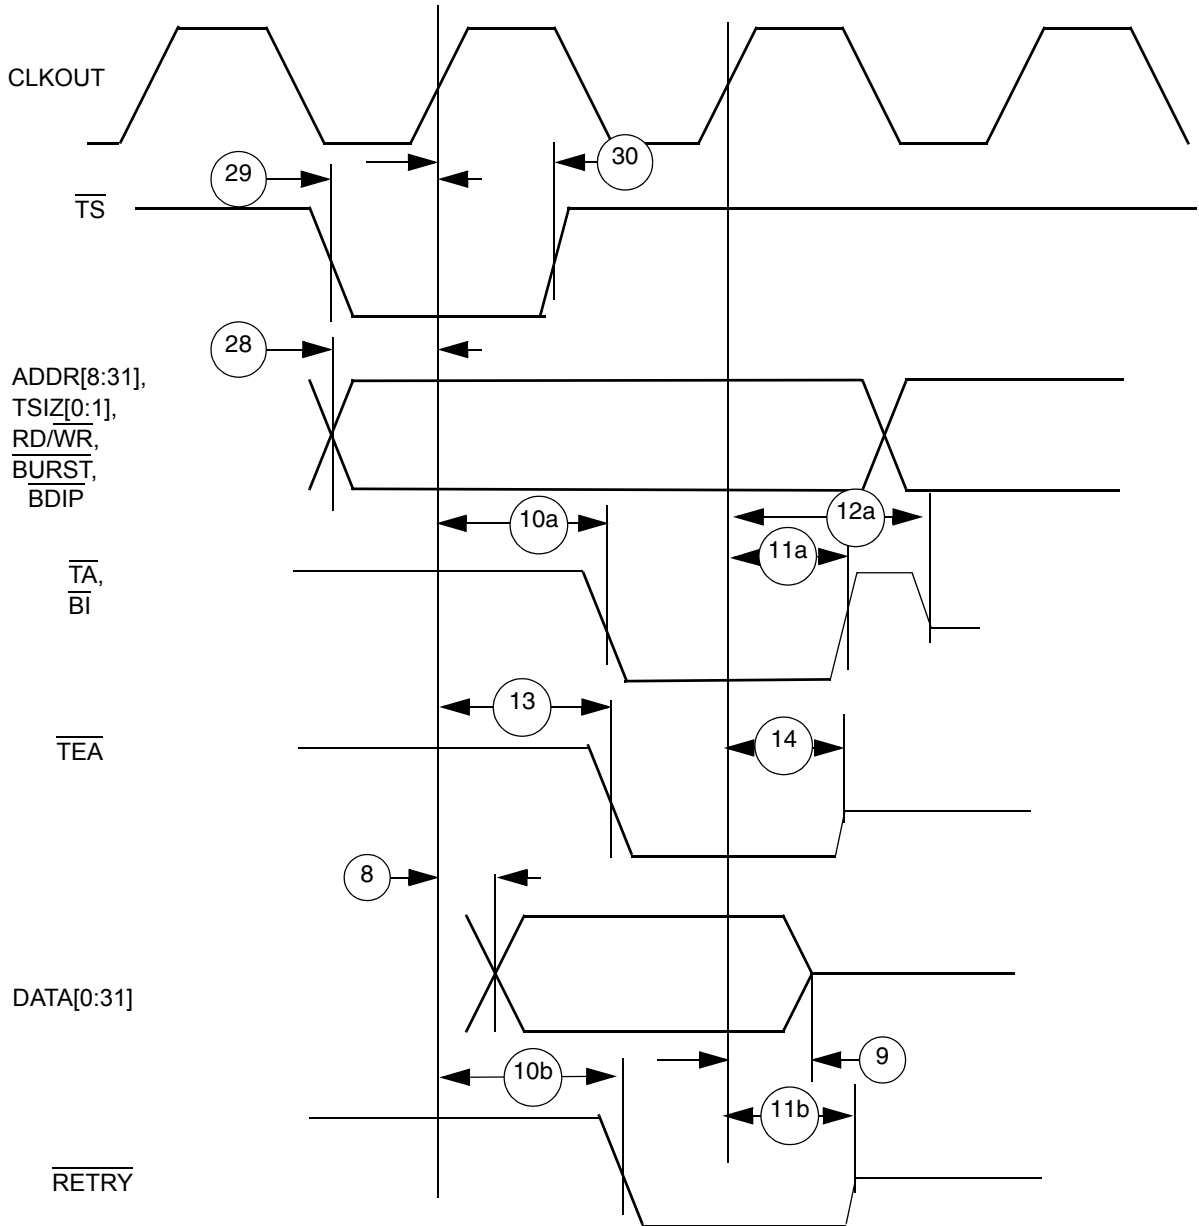 CLKOUT
30
29
TS
28
ADDR[8:31],
TSIZ[0:1],
RD/WR,
BURST,
BDIP
10a
12a
11a
TA,
BI
13
14
TEA
8
DATA[0:31]
9
10b
11b
RETRY